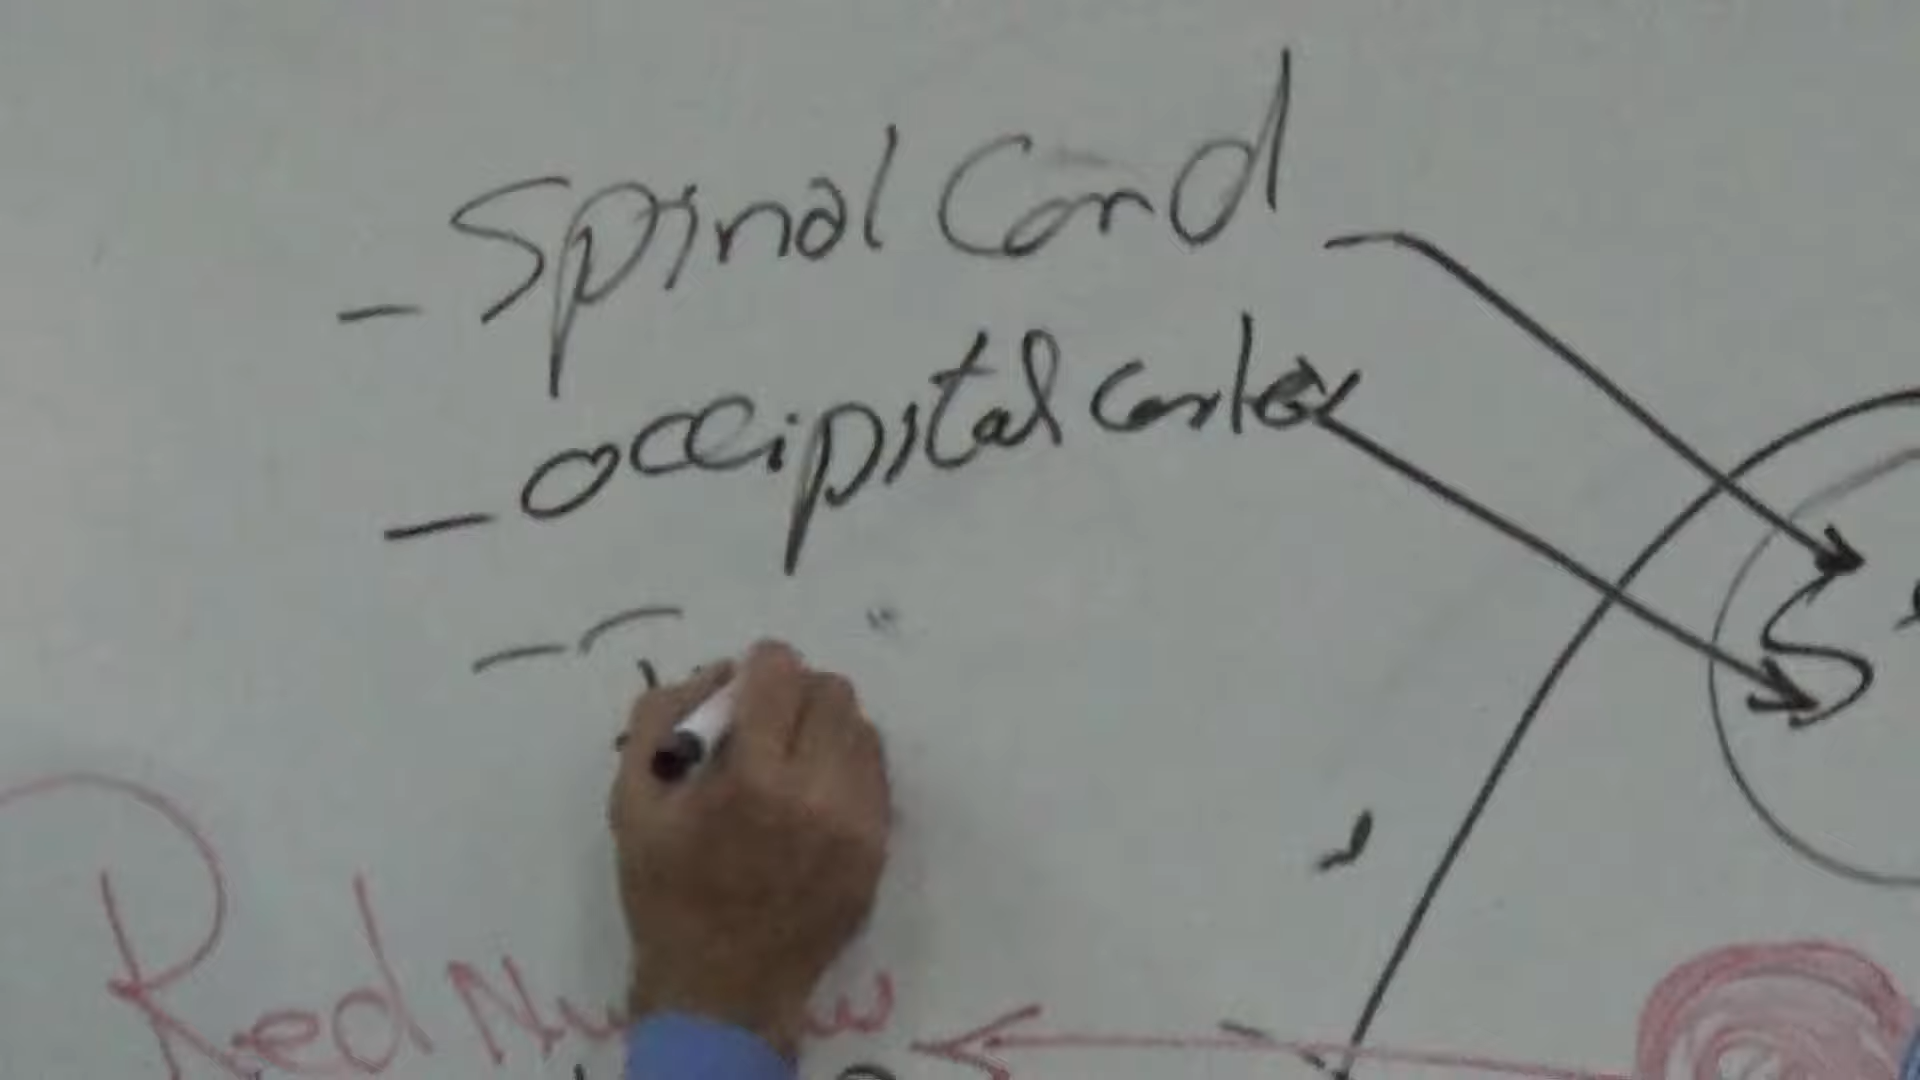 - Spinal Cord
- occipital cortex
-
Red